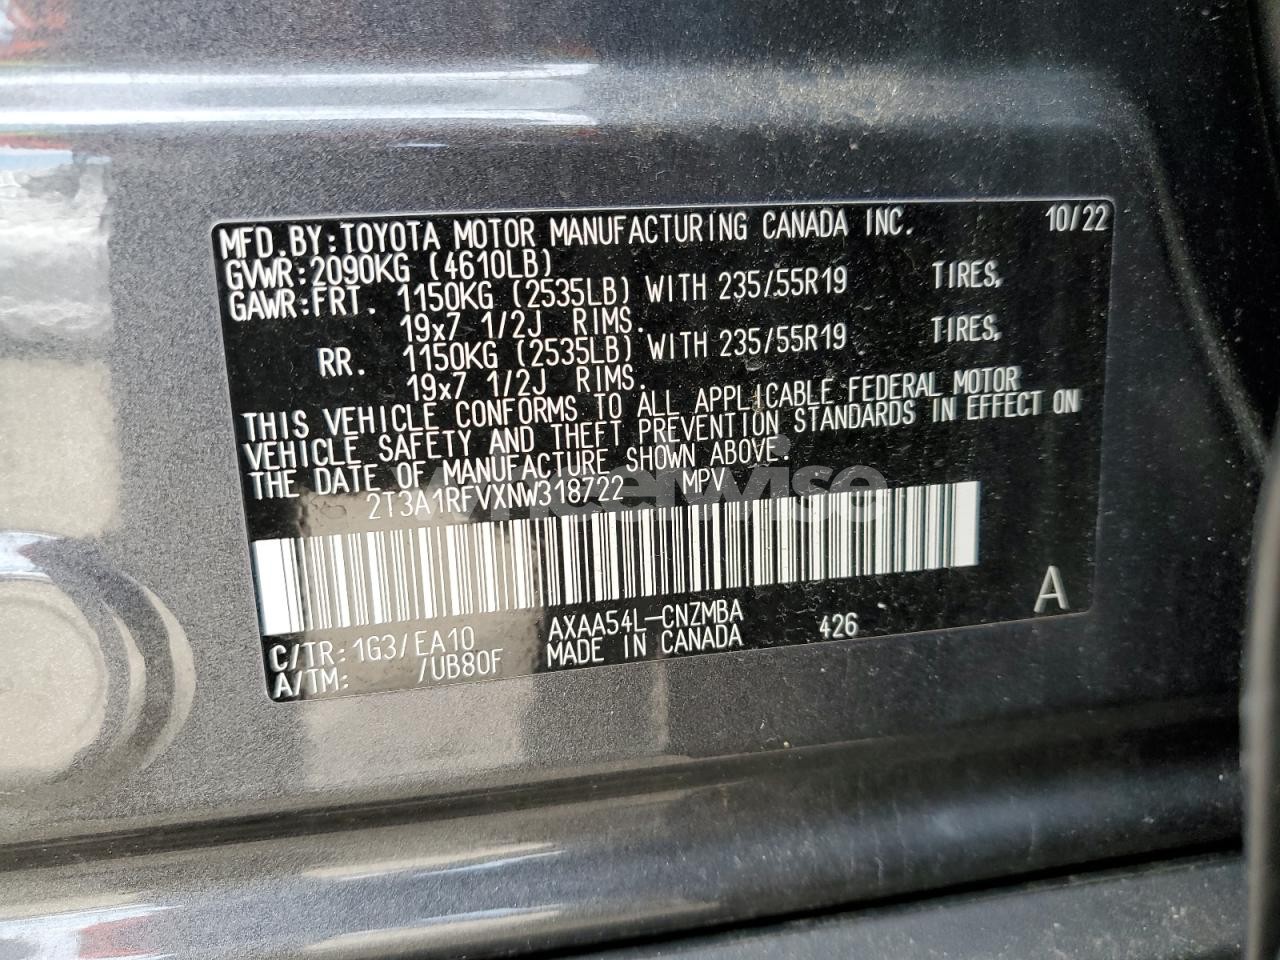 MFD.BY:TOYOTA MOTOR MANUFACTURING CANADA INC. 10/22
GVWR:2090KG (4610LB)
GAWR:FRT. 1150KG (2535LB) WITH 235/55R19 TIRES,
19x7 1/2J RIMS.
RR. 1150KG (2535LB) WITH 235/55R19 TIRES,
19x7 1/2J RIMS.
THIS VEHICLE CONFORMS TO ALL APPLICABLE FEDERAL MOTOR
VEHICLE SAFETY AND THEFT PREVENTION STANDARDS IN EFFECT ON
THE DATE OF MANUFACTURE SHOWN ABOVE.
2T3A1RFVXNW318722 MPV
C/TR:1G3/EA10 AXAA54L-CNZMBA 426 A
A/TM: /UB80F MADE IN CANADA